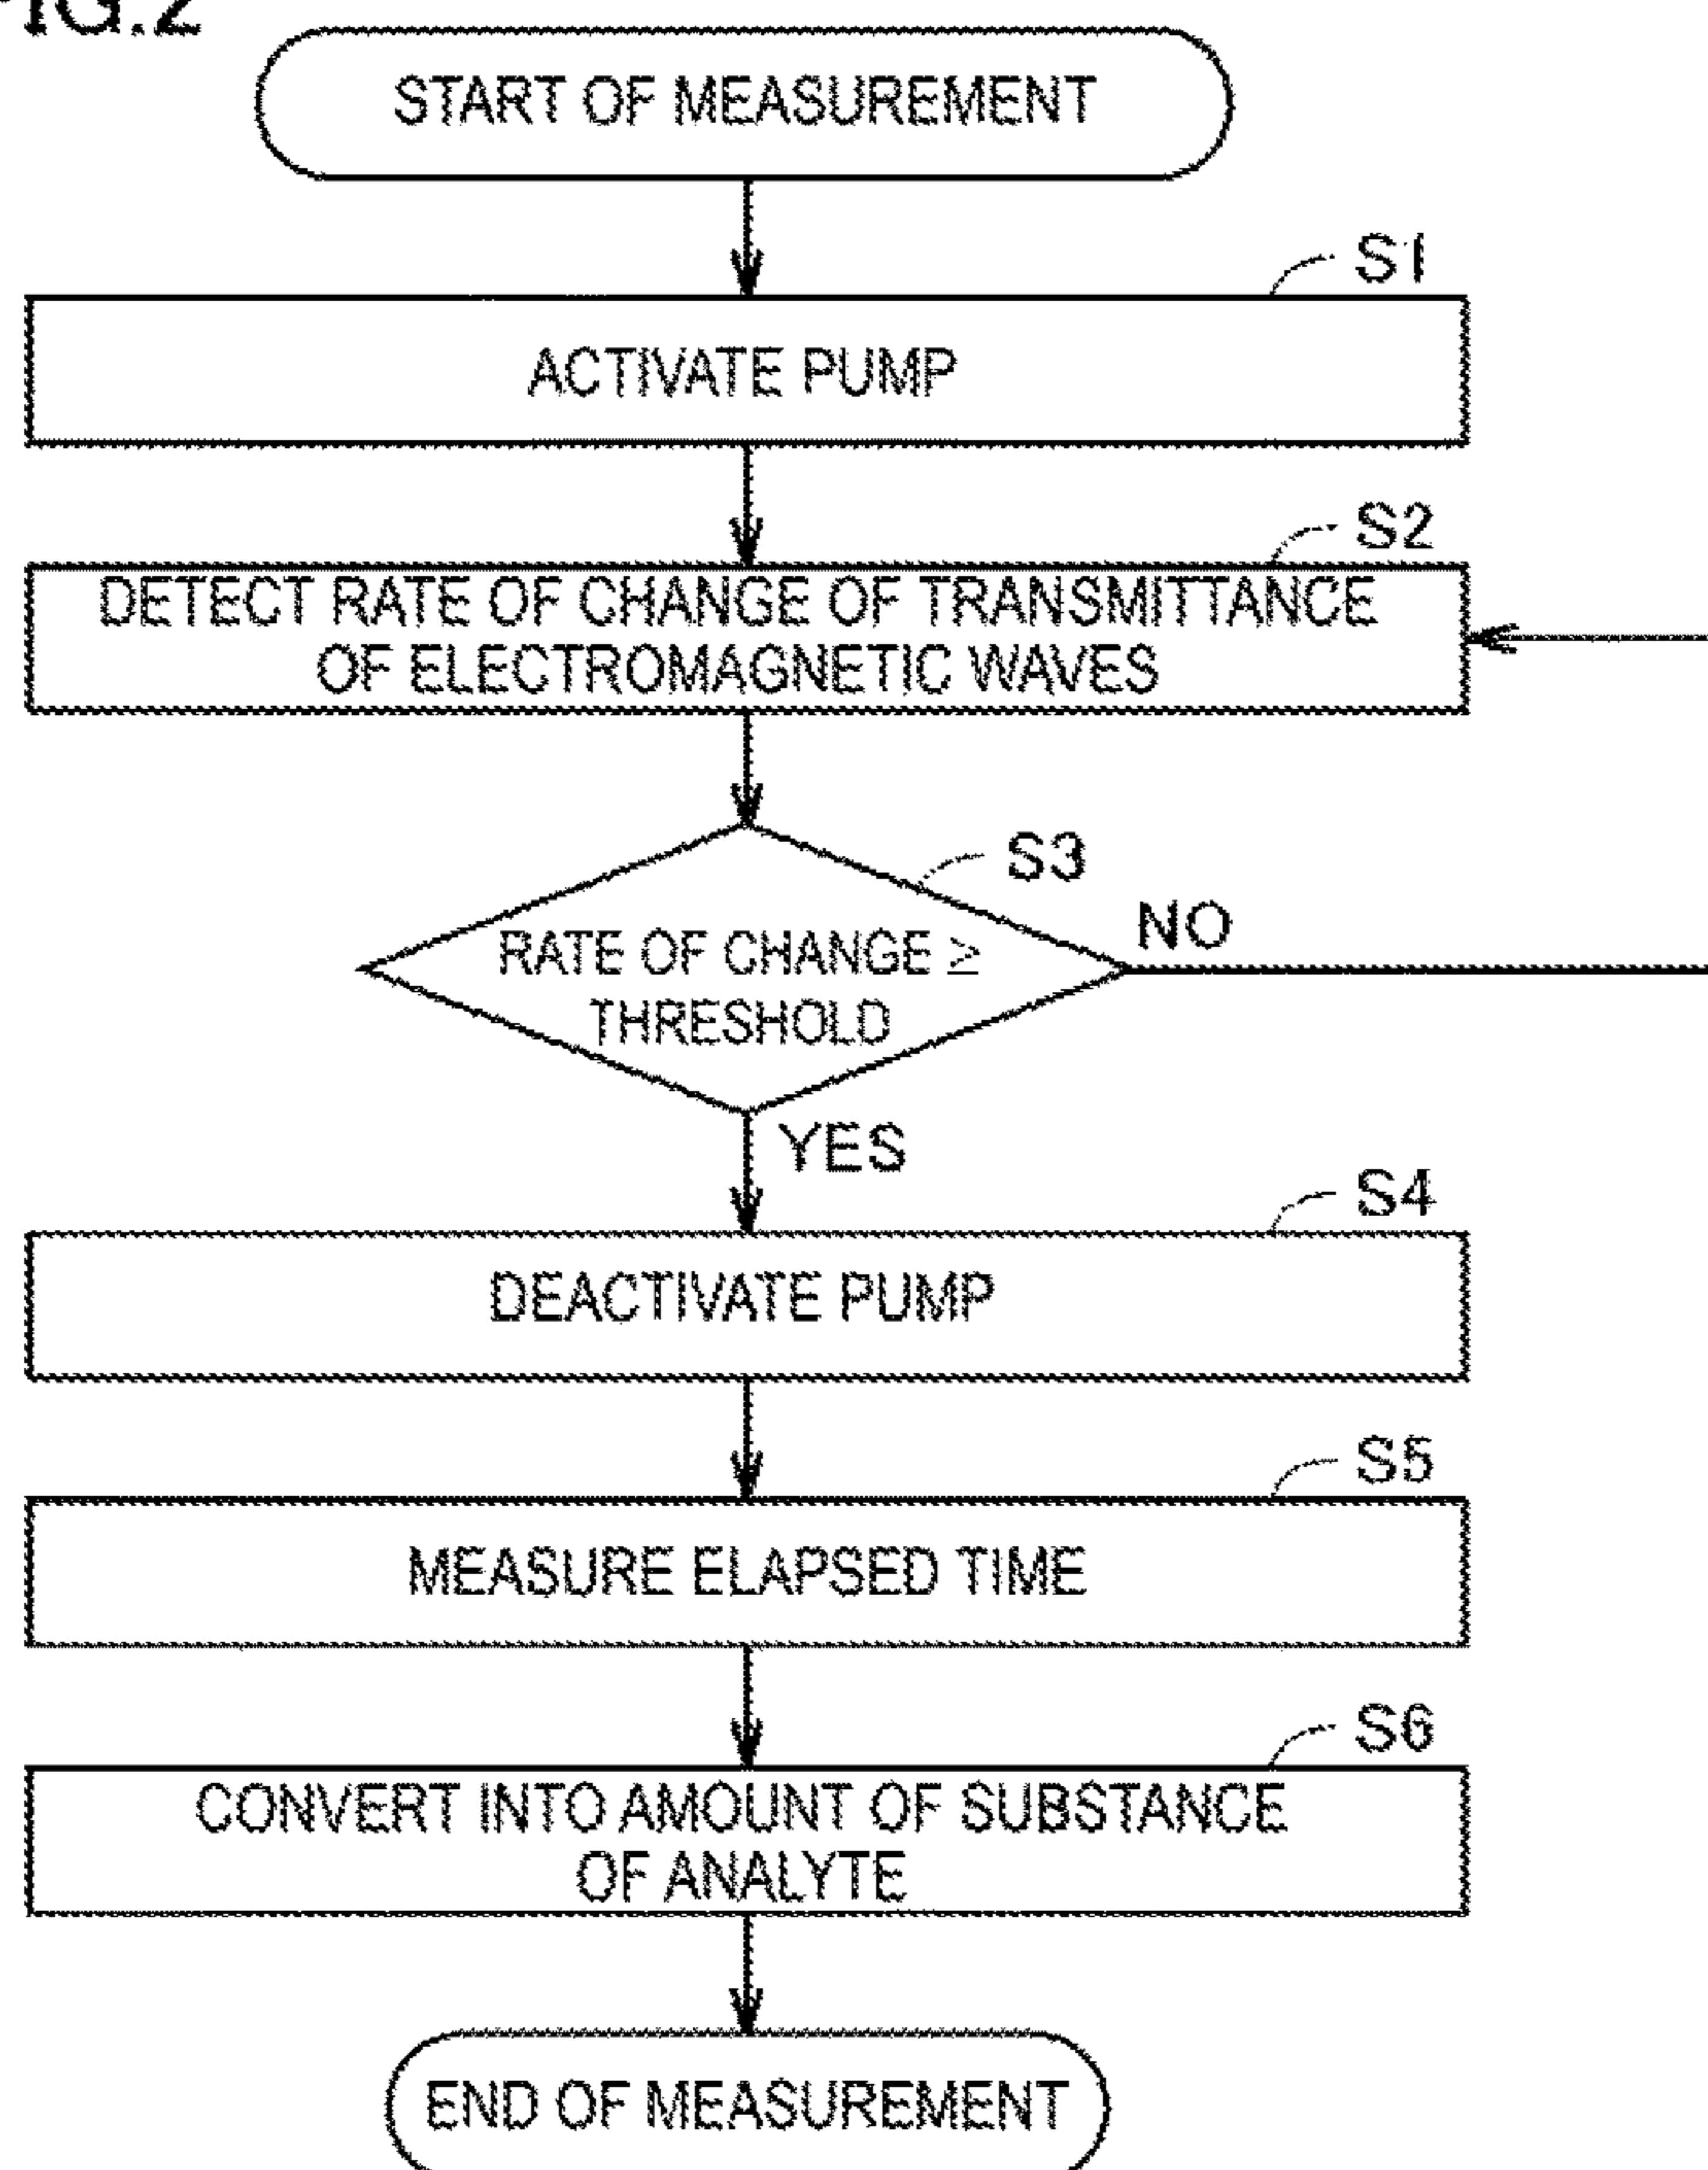 FIG.2
START OF MEASUREMENT
S1
ACTIVATE PUMP
S2
DETECT RATE OF CHANGE OF TRANSMITTANCE
OF ELECTROMAGNETIC WAVES
S3
NO
RATE OF CHANGE ≥
THRESHOLD
YES
S4
DEACTIVATE PUMP
S5
MEASURE ELAPSED TIME
S6
CONVERT INTO AMOUNT OF SUBSTANCE
OF ANALYTE
END OF MEASUREMENT